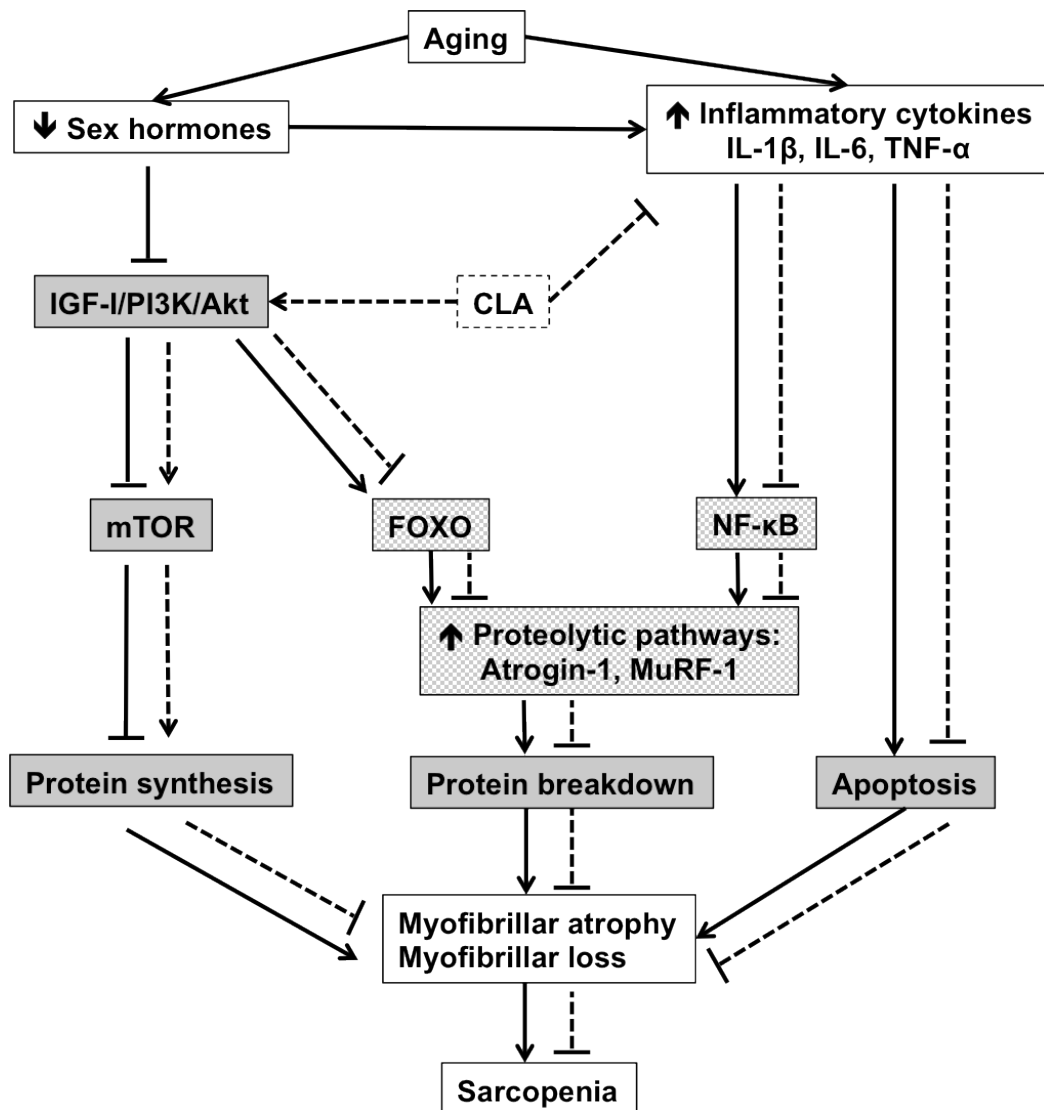 Aging
🡻 Sex hormones
🡹 Inflammatory cytokines
IL-1β, IL-6, TNF-α
IGF-I/PI3K/Akt
CLA
mTOR
FOXO
NF-κB
🡹 Proteolytic pathways:
Atrogin-1, MuRF-1
Protein synthesis
Protein breakdown
Apoptosis
Myofibrillar atrophy
Myofibrillar loss
Sarcopenia